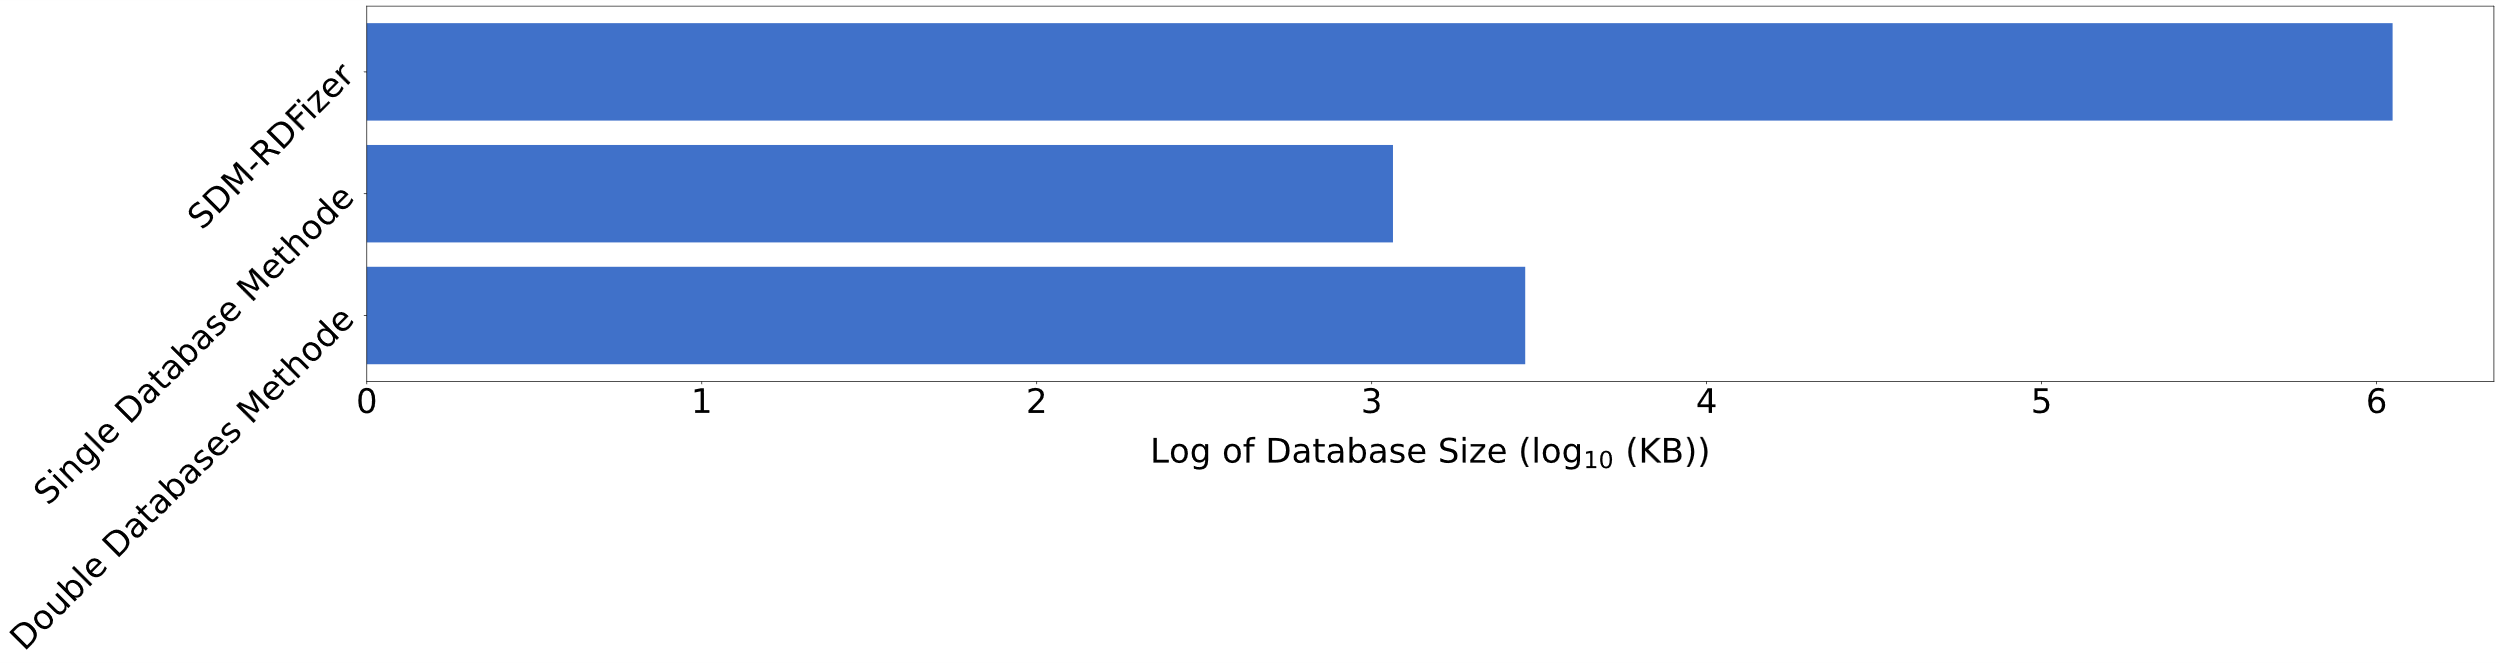 SDM-RDFizer
Single Database Methode
Double Databases Methode
0 1 2 3 4 5 6
Log of Database Size (log₁₀ (KB))